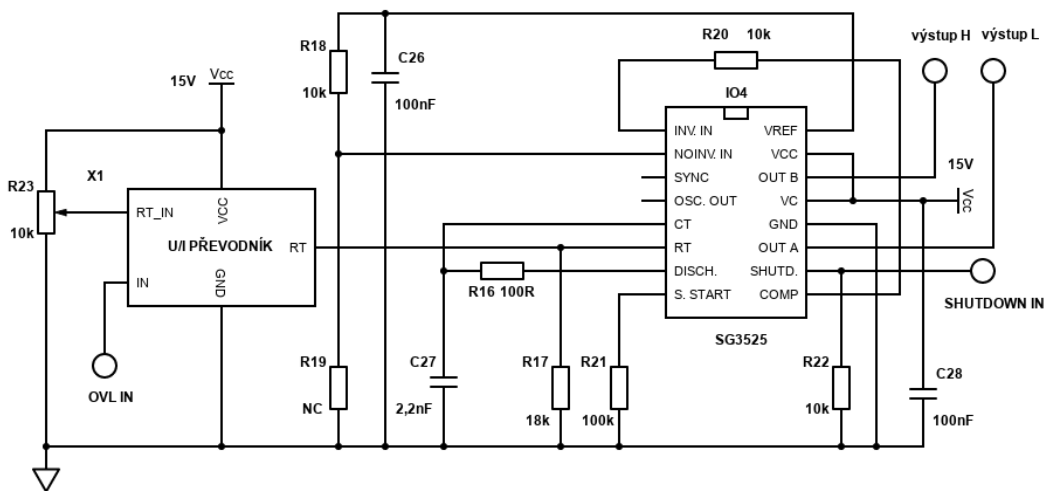 R18
10k
C26
100nF
R20 10k
výstup H
výstup L
15V
Vcc
IO4
INV. IN
NOINV. IN
SYNC
OSC. OUT
CT
RT
DISCH.
S. START
VREF
VCC
OUT B
VC
GND
OUT A
SHUTD.
COMP
SG3525
15V
Vcc
R23
10k
X1
RT_IN
VCC
U/I PŘEVODNÍK
RT
IN
GND
R16 100R
SHUTDOWN IN
OVL IN
R19
NC
C27
2,2nF
R17
18k
R21
100k
R22
10k
C28
100nF